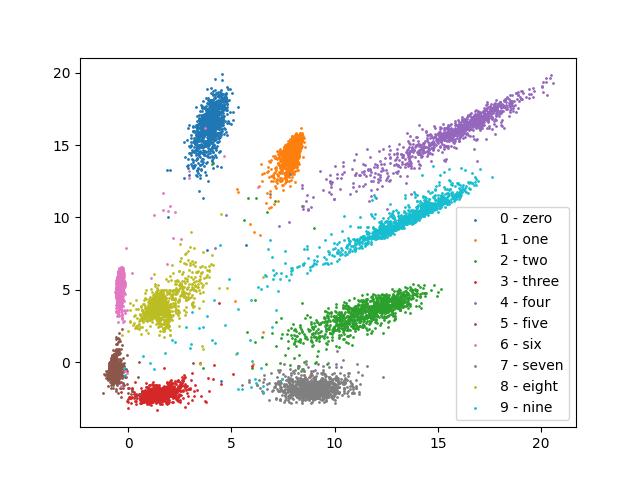 20
15
10
5
0
0
5
10
15
20
0 - zero
1 - one
2 - two
3 - three
4 - four
5 - five
6 - six
7 - seven
8 - eight
9 - nine